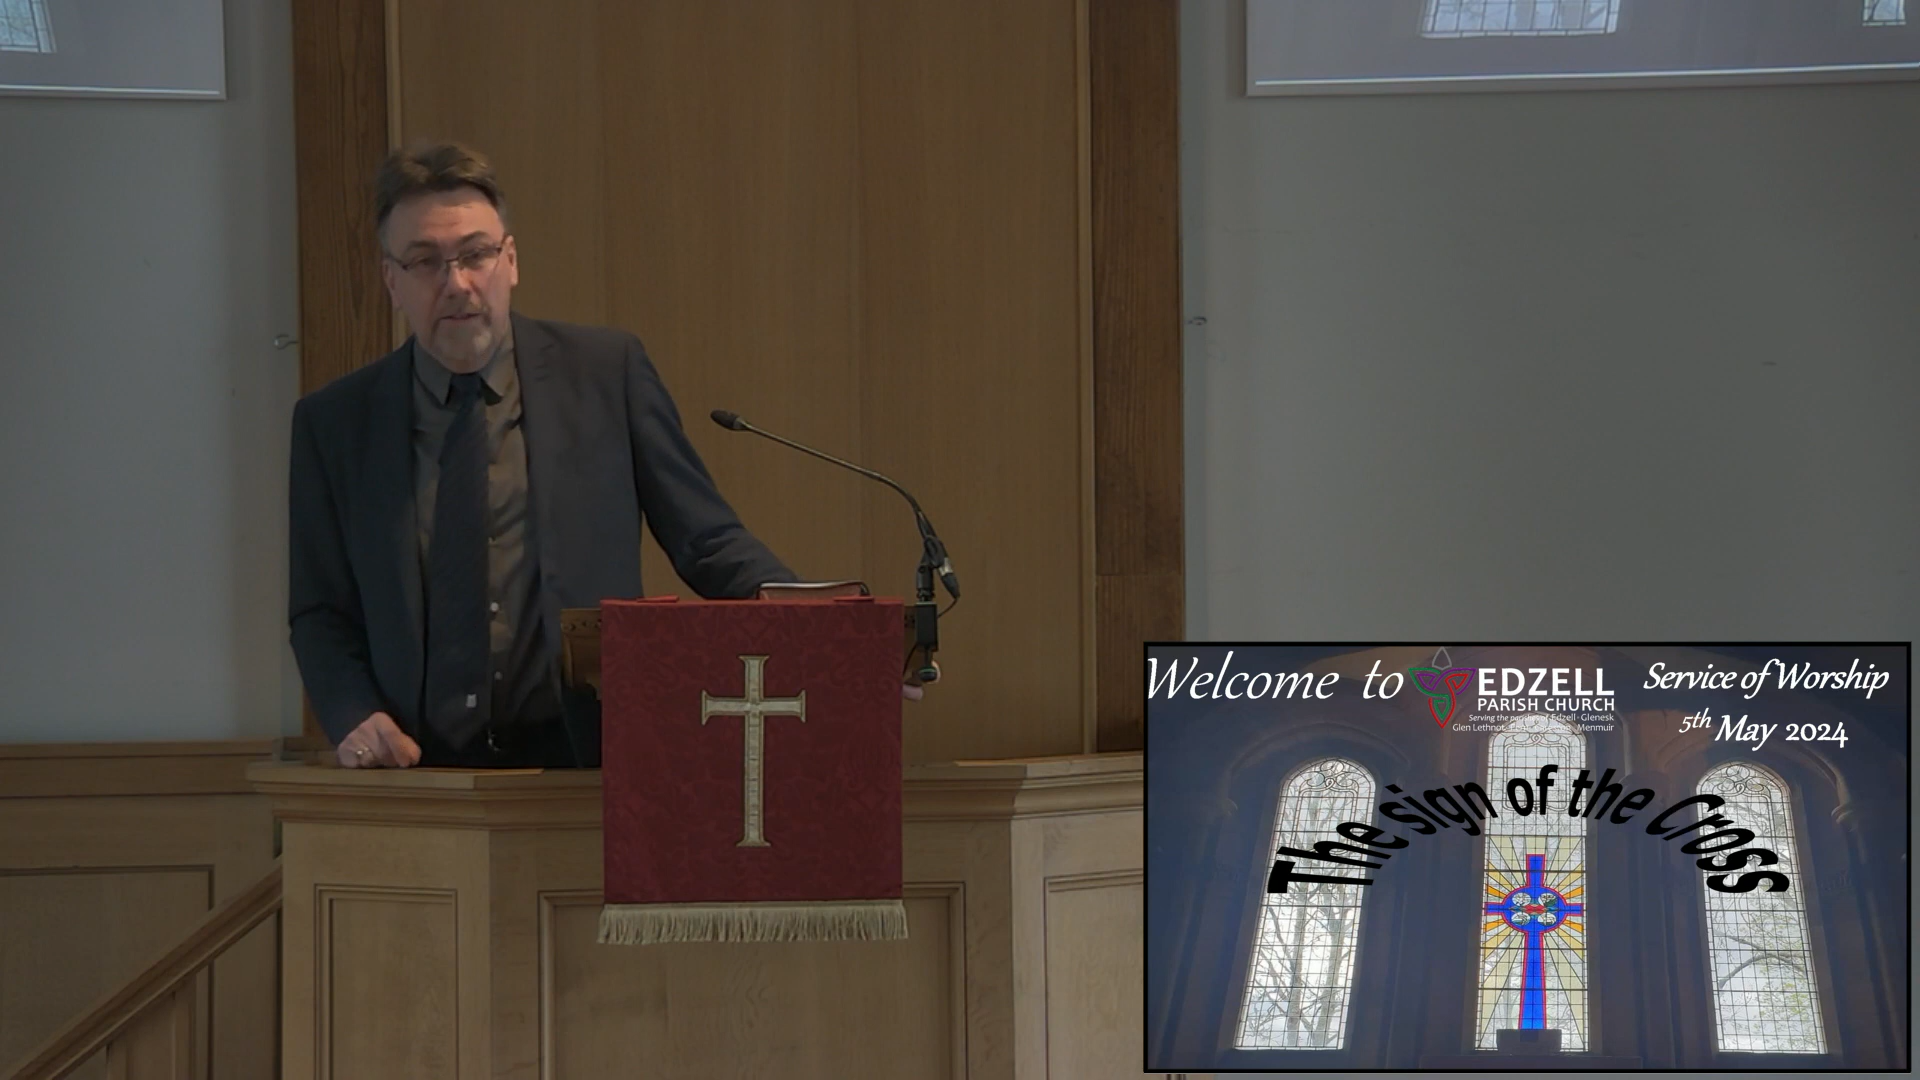 Welcome to
EDZELL
PARISH CHURCH
Serving the parishes of Edzell · Glenesk
Glen Lethnot Menmuir
Service of Worship
5th May 2024
The sign of the Cross